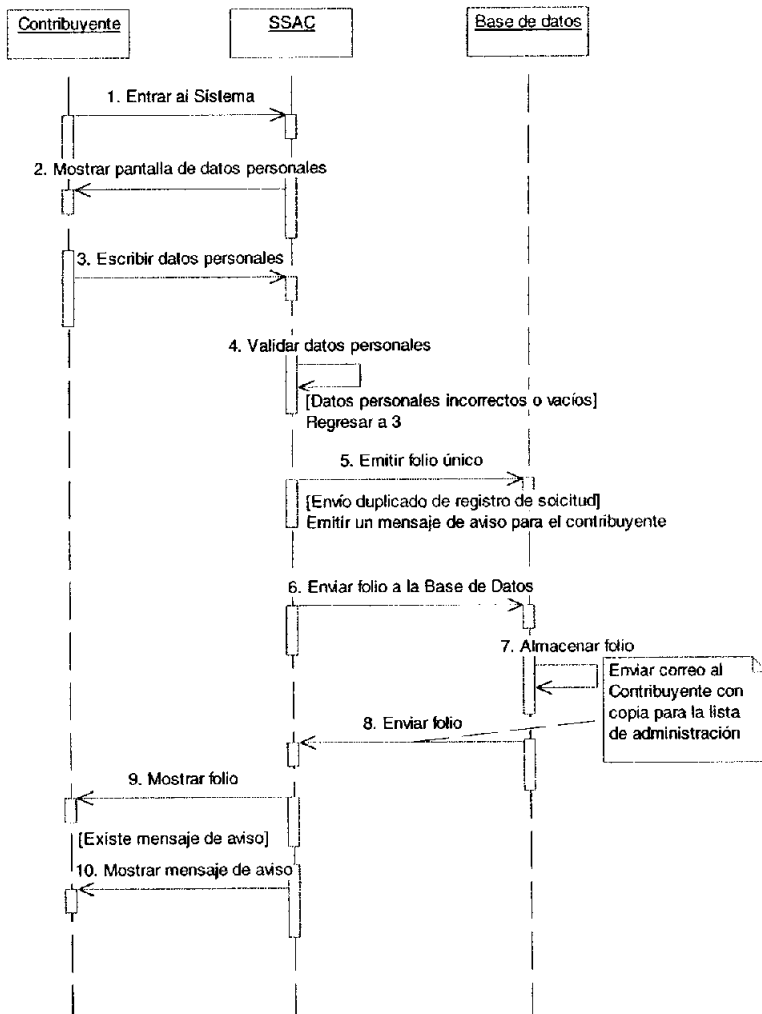 Contribuyente
SSAC
Base de datos
1. Entrar al Sistema
2. Mostrar pantalla de datos personales
3. Escribir datos personales
4. Validar datos personales
[Datos personales incorrectos o vacíos]
Regresar a 3
5. Emitir folio único
[Envío duplicado de registro de soicitud]
Emitir un mensaje de aviso para el contribuyente
6. Enviar folio a la Base de Datos
7. Almacenar folio
Enviar correo al
Contribuyente con
copia para la lista
de administración
8. Enviar folio
9. Mostrar folio
[Existe mensaje de aviso]
10. Mostrar mensaje de aviso